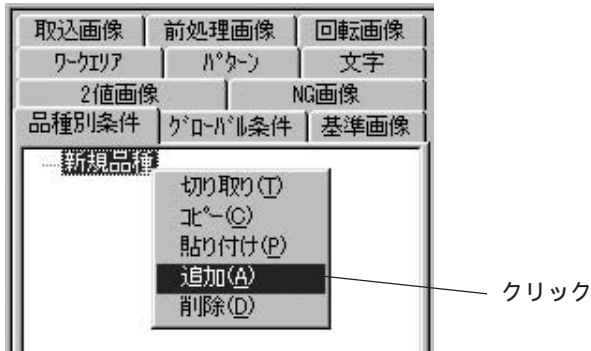 取込画像 前処理画像 回転画像
ワークエリア パターン 文字
2値画像 NG画像
品種別条件 グローバル条件 基準画像
新規品種
切り取り(T)
コピー(C)
貼り付け(P)
追加(A)
クリック
削除(D)